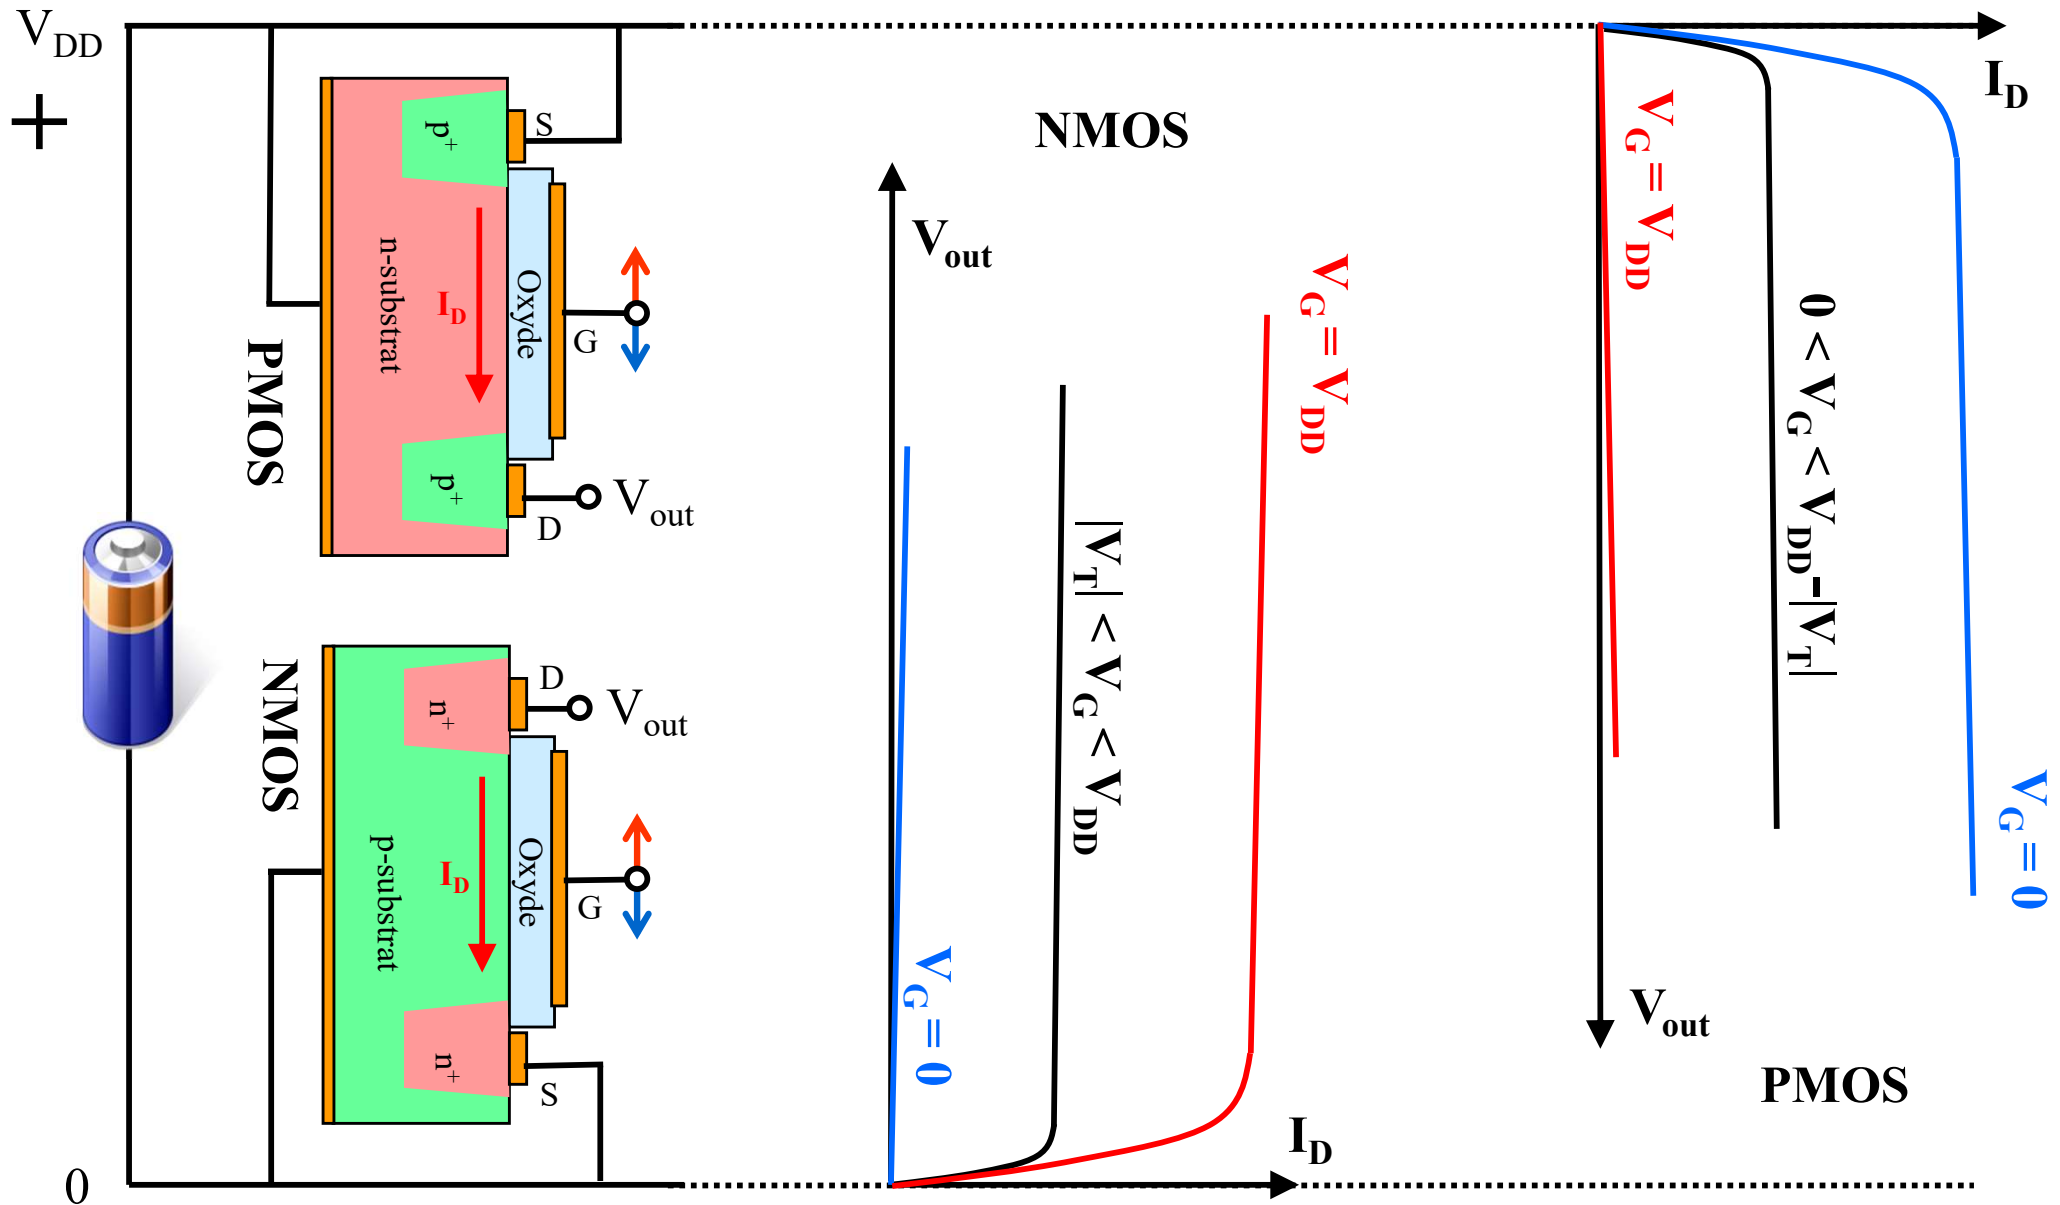 V_DD
+
S
p⁺
n-substrat
I_D
Oxyde
G
PMOS
p⁺
D
V_out
NMOS
D
V_out
n⁺
p-substrat
I_D
Oxyde
G
n⁺
S
0
NMOS
V_out
V_G = V_DD
|V_T| < V_G < V_DD
V_G = 0
I_D
I_D
V_G = V_DD
0 < V_G < V_DD-|V_T|
V_G = 0
V_out
PMOS